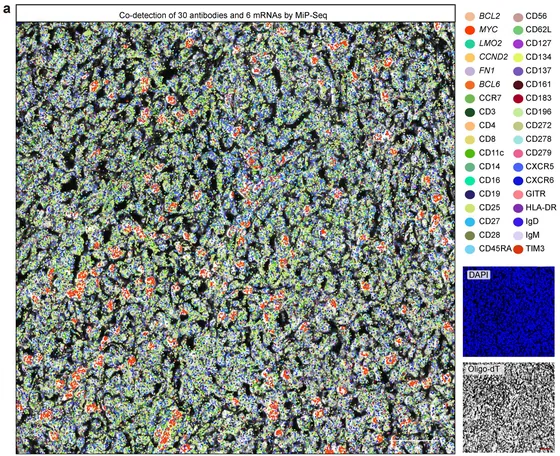 a
Co-detection of 30 antibodies and 6 mRNAs by MiP-Seq
BCL2
MYC
LMO2
CCND2
FN1
BCL6
CCR7
CD3
CD4
CD8
CD11c
CD14
CD16
CD19
CD25
CD27
CD28
CD45RA
CD56
CD62L
CD127
CD134
CD137
CD161
CD183
CD196
CD272
CD278
CD279
CXCR5
CXCR6
GITR
HLA-DR
IgD
IgM
TIM3
DAPI
Oligo-dT